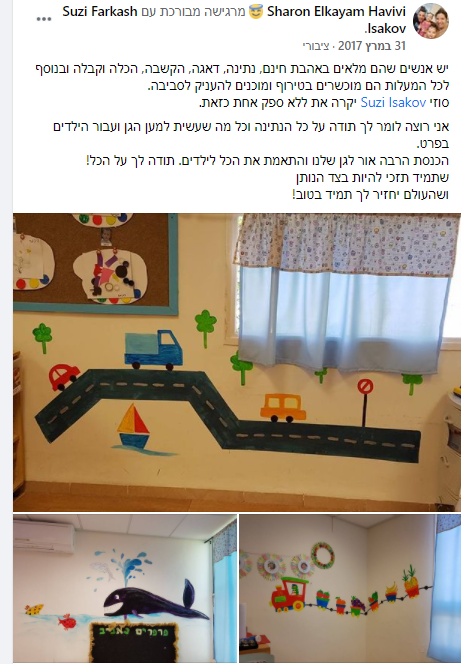 Sharon Elkayam Havivi 😇 מרגישה מבורכת עם Suzi Farkash
Isakov.
31 במרץ 2017 · ציבורי
יש אנשים שהם מלאים באהבת חינם, נתינה, דאגה, הקשבה, הכלה וקבלה ובנוסף
לכל המעלות הם מוכשרים בטירוף ומוכנים להעניק לסביבה.
סוזי Suzi Isakov יקרה את ללא ספק אחת כזאת.
אני רוצה לומר לך תודה על כל הנתינה וכל מה שעשית למען הגן ועבור הילדים
בפרט.
הכנסת הרבה אור לגן שלנו והתאמת את הכל לילדים. תודה לך על הכל!
שתמיד תזכי להיות בצד הנותן
ושהעולם יחזיר לך תמיד בטוב!